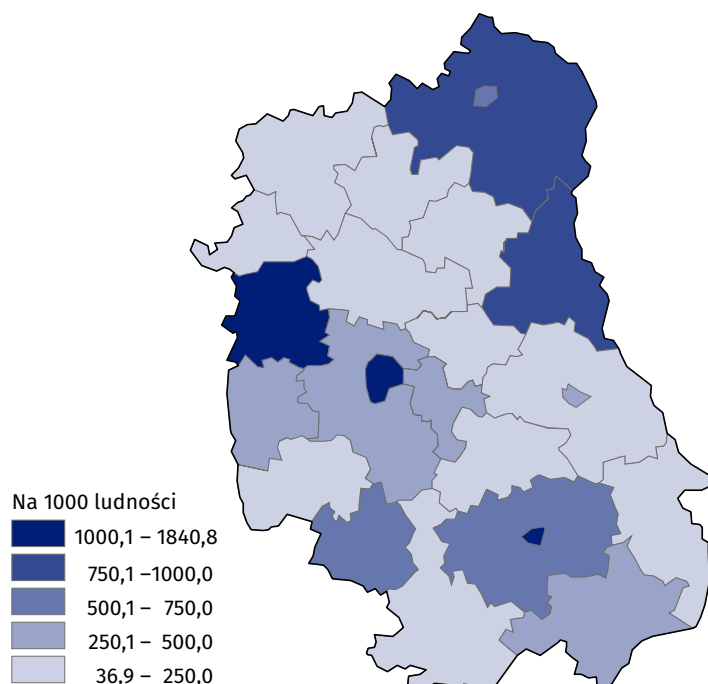 Na 1000 ludności
1000,1 – 1840,8
750,1 –1000,0
500,1 – 750,0
250,1 – 500,0
36,9 – 250,0